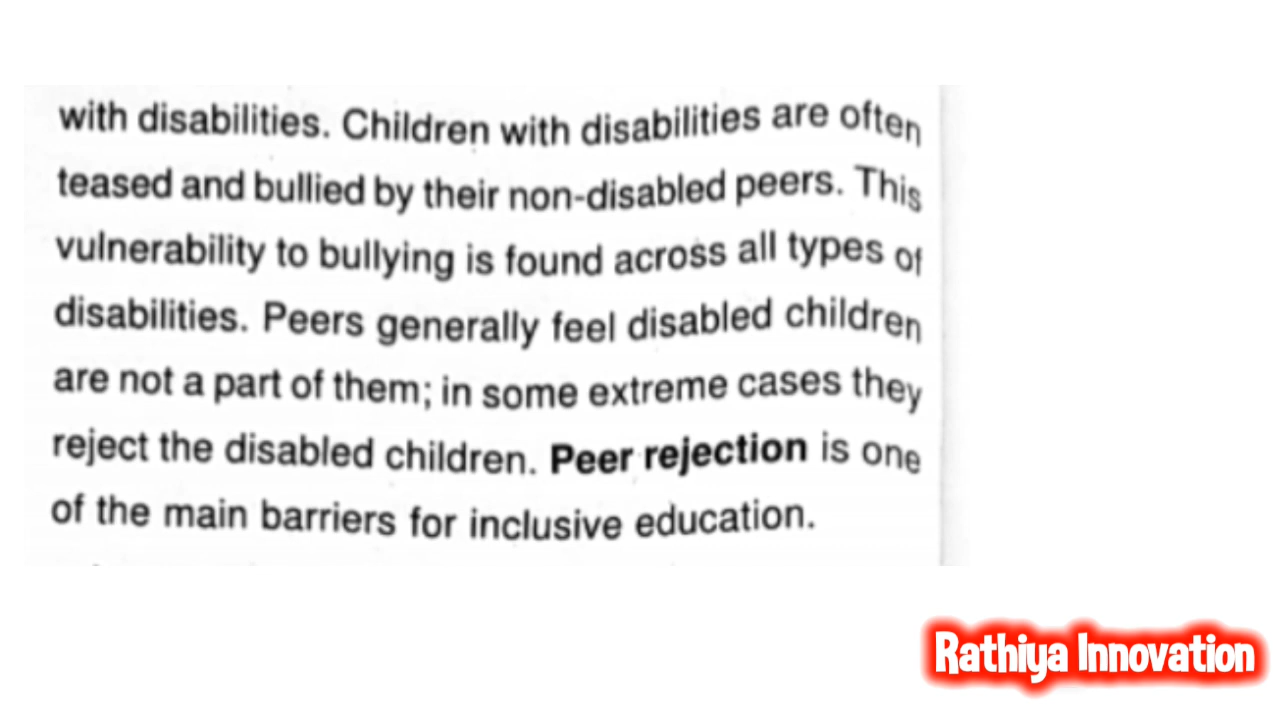 with disabilities. Children with disabilities are often
teased and bullied by their non-disabled peers. This
vulnerability to bullying is found across all types of
disabilities. Peers generally feel disabled children
are not a part of them; in some extreme cases they
reject the disabled children. Peer rejection is one
of the main barriers for inclusive education.
Rathiya Innovation